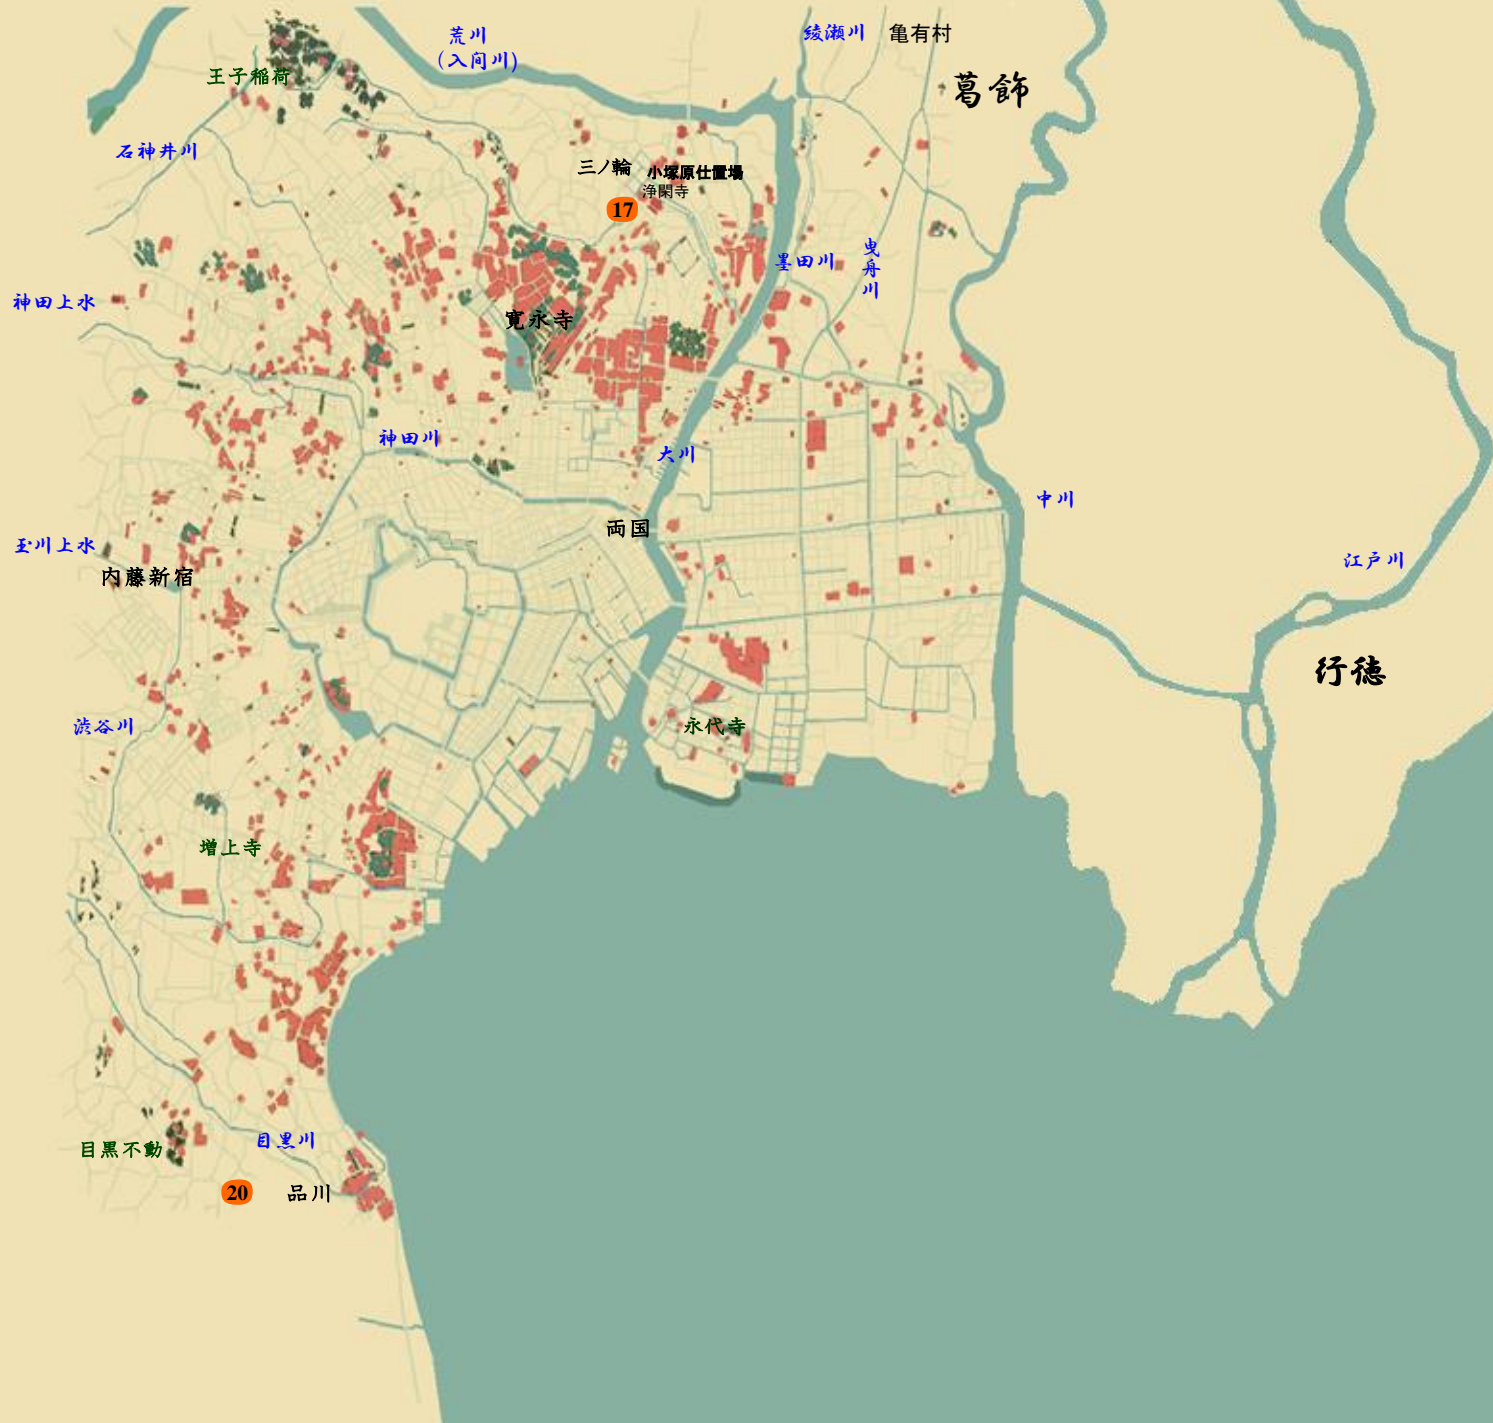 荒川
(入间川)
綾瀬川
亀有村
葛飾
王子稲荷
石神井川
三ノ輪
小塚原仕置場
浄閑寺
17
曳舟川
墨田川
神田上水
寛永寺
神田川
大川
中川
両国
玉川上水
内藤新宿
江戸川
行徳
渋谷川
永代寺
増上寺
目黒川
目黒不動
20
品川